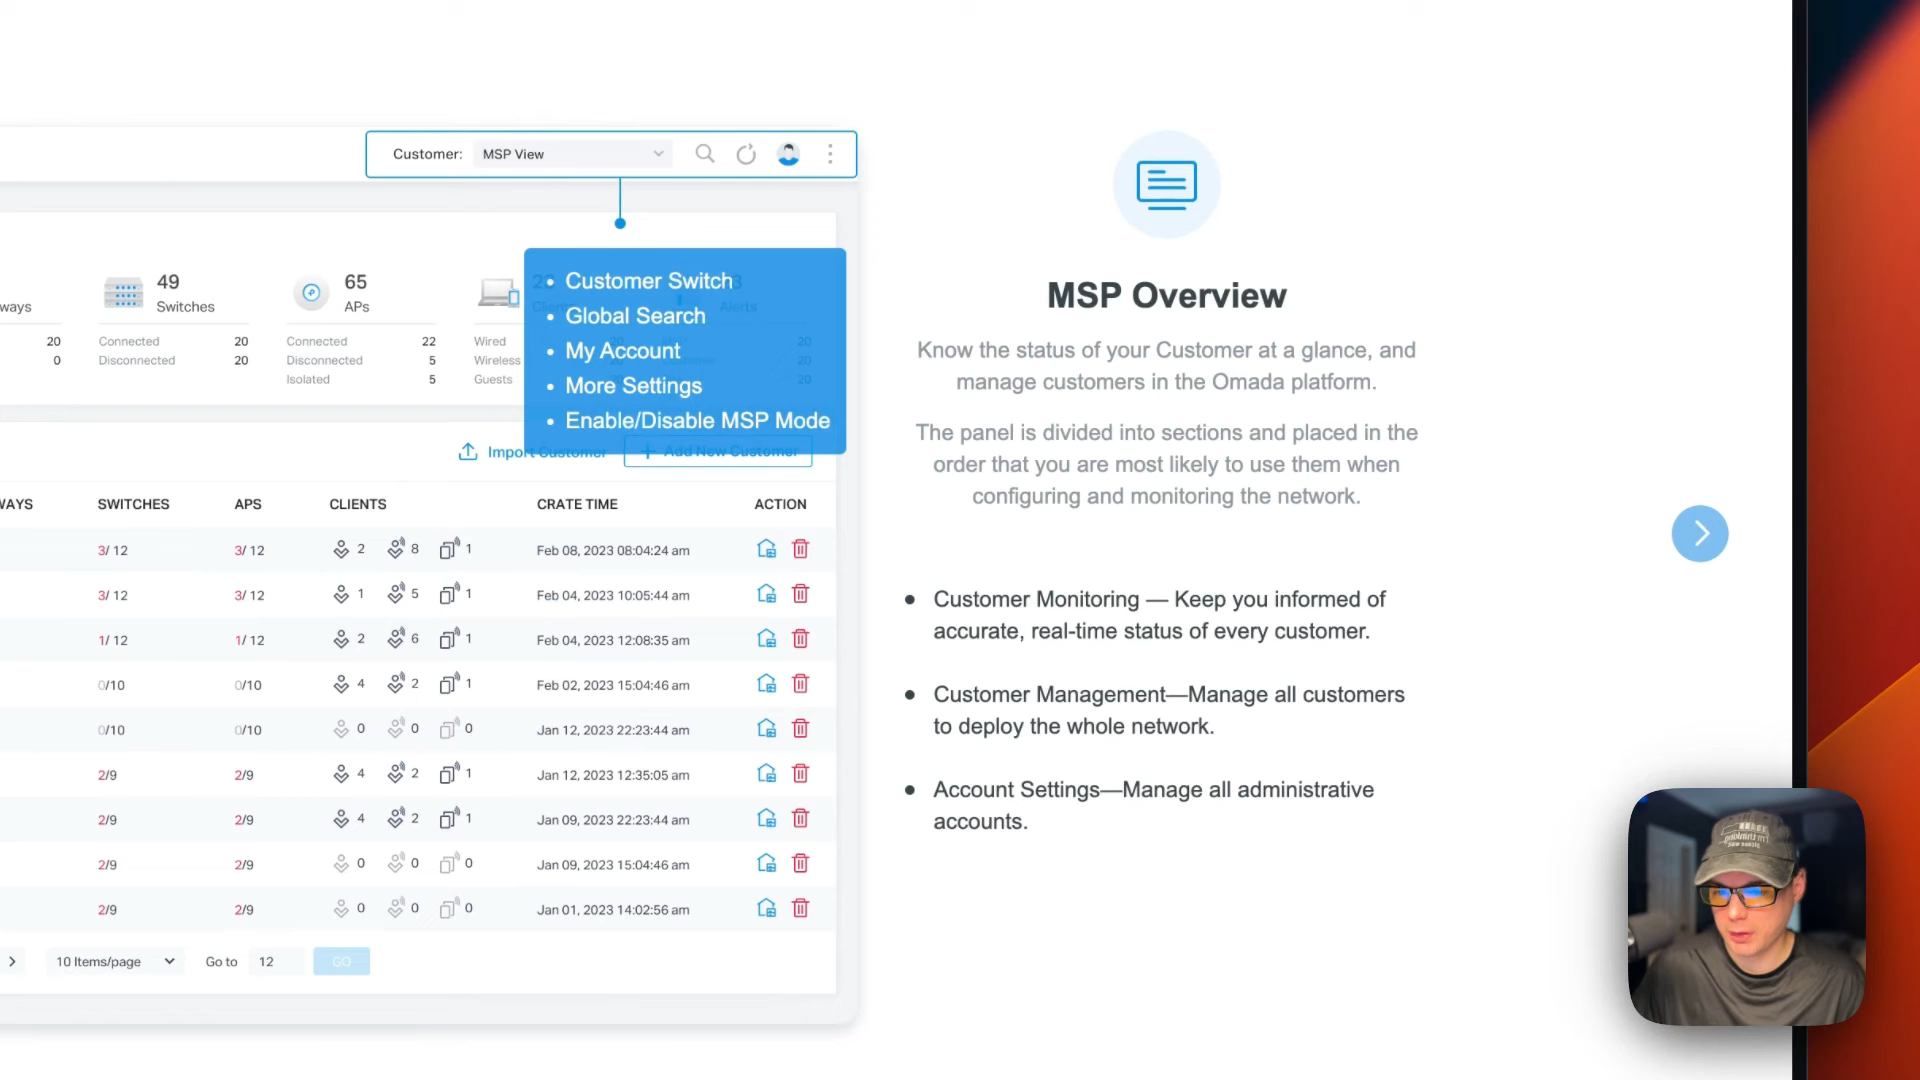 Customer: MSP View
ways
49
Switches
65
APs
Alerts
20
0
Connected 20
Disconnected 20
Connected 22
Disconnected 5
Isolated 5
Wired
Wireless
Guests
20
20
20
• Customer Switch
• Global Search
• My Account
• More Settings
• Enable/Disable MSP Mode
Import Customer
+ Add New Customer
WAYS SWITCHES APS CLIENTS CRATE TIME ACTION
3/ 12 3/ 12 2 8 1 Feb 08, 2023 08:04:24 am
3/ 12 3/ 12 1 5 1 Feb 04, 2023 10:05:44 am
1/ 12 1/ 12 2 6 1 Feb 04, 2023 12:08:35 am
0/10 0/10 4 2 1 Feb 02, 2023 15:04:46 am
0/10 0/10 0 0 0 Jan 12, 2023 22:23:44 am
2/9 2/9 4 2 1 Jan 12, 2023 12:35:05 am
2/9 2/9 4 2 1 Jan 09, 2023 22:23:44 am
2/9 2/9 0 0 0 Jan 09, 2023 15:04:46 am
2/9 2/9 0 0 0 Jan 01, 2023 14:02:56 am
10 Items/page Go to 12 GO
MSP Overview
Know the status of your Customer at a glance, and
manage customers in the Omada platform.
The panel is divided into sections and placed in the
order that you are most likely to use them when
configuring and monitoring the network.
• Customer Monitoring — Keep you informed of
accurate, real-time status of every customer.
• Customer Management—Manage all customers
to deploy the whole network.
• Account Settings—Manage all administrative
accounts.